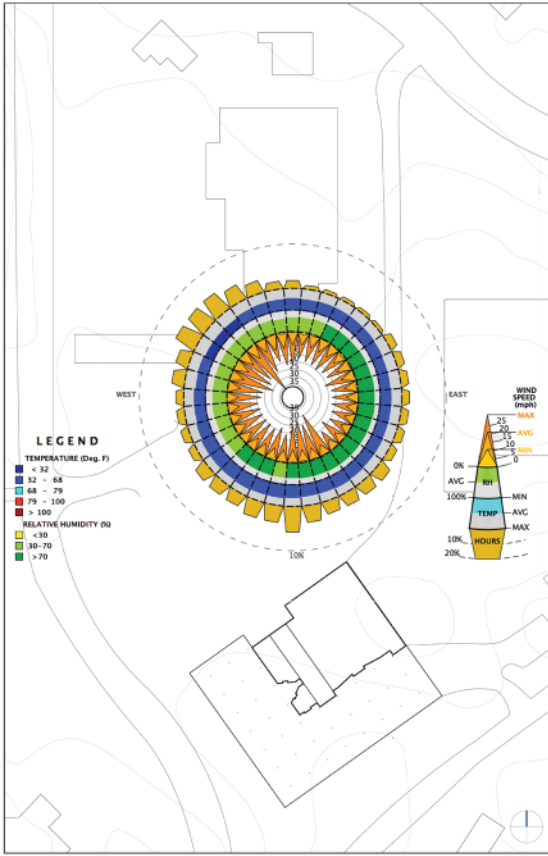 WEST
EAST
30
35
10%
LEGEND
TEMPERATURE (Deg. F)
< 32
32 - 68
68 - 79
79 - 100
> 100
RELATIVE HUMIDITY (%)
<30
30-70
>70
WIND
SPEED
(mph)
MAX
25
20
AVG
15
10
MIN
5
0
0%
AVG
RH
100%
MIN
TEMP
AVG
MAX
10%
HOURS
20%